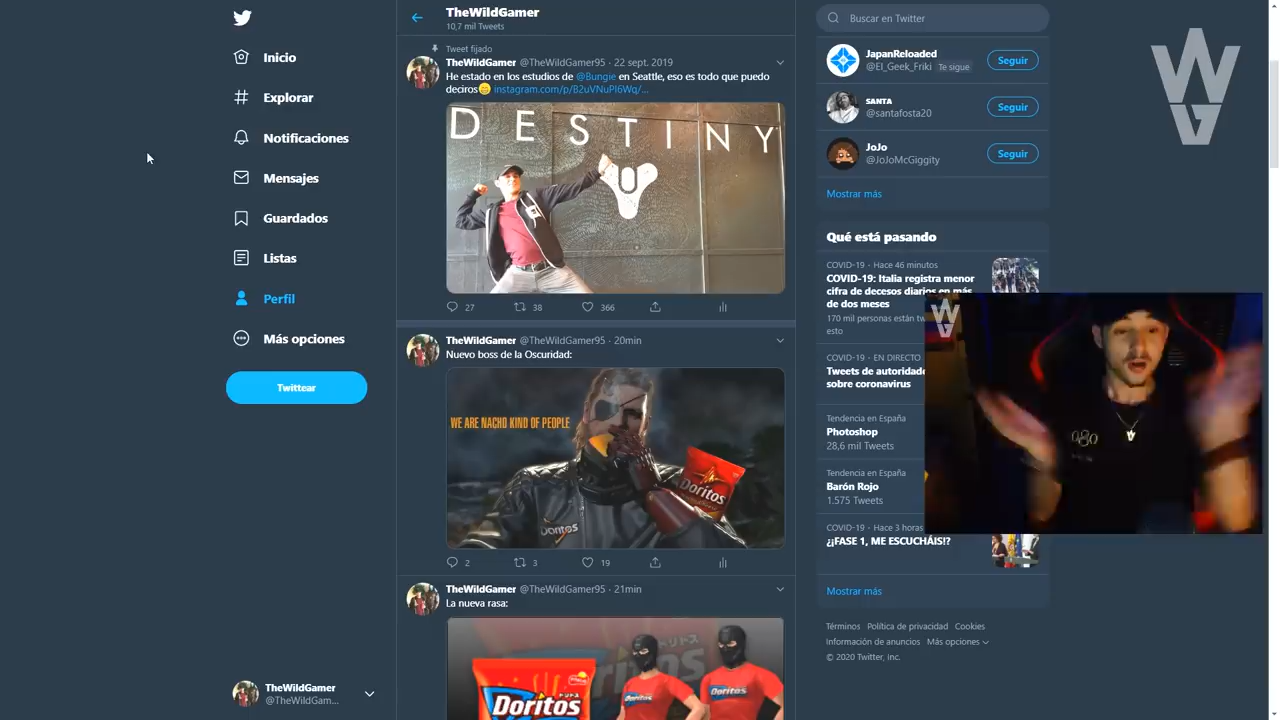 Inicio
Explorar
Notificaciones
Mensajes
Guardados
Listas
Perfil
Más opciones
Twittear
TheWildGamer
@TheWildGam...
TheWildGamer
10,7 mil Tweets
Tweet fijado
TheWildGamer @TheWildGamer95 · 22 sept. 2019
He estado en los estudios de @Bungie en Seattle, eso es todo que puedo
deciros instagram.com/p/B2uVNuPl6Wq/...
DESTINY
27 38 366
TheWildGamer @TheWildGamer95 · 20min
Nuevo boss de la Oscuridad:
WE ARE NACHO KIND OF PEOPLE
Doritos
Doritos
2 3 19
TheWildGamer @TheWildGamer95 · 21min
La nueva rasa:
Doritos
Doritos
Doritos
Doritos
Buscar en Twitter
JapanReloaded
@El_Geek_Friki Te sigue
Seguir
SANTA
@santafosta20
Seguir
JoJo
@JoJoMcGiggity
Seguir
Mostrar más
Qué está pasando
COVID-19 · Hace 46 minutos
COVID-19: Italia registra menor
cifra de decesos diarios en más
de dos meses
170 mil personas están tw
esto
COVID-19 · EN DIRECTO
Tweets de autoridade
sobre coronavirus
Tendencia en España
Photoshop
28,6 mil Tweets
Tendencia en España
Barón Rojo
1.575 Tweets
COVID-19 · Hace 3 horas
¿¡FASE 1, ME ESCUCHÁIS!?
Mostrar más
Términos Política de privacidad Cookies
Información de anuncios Más opciones
© 2020 Twitter, Inc.
WG